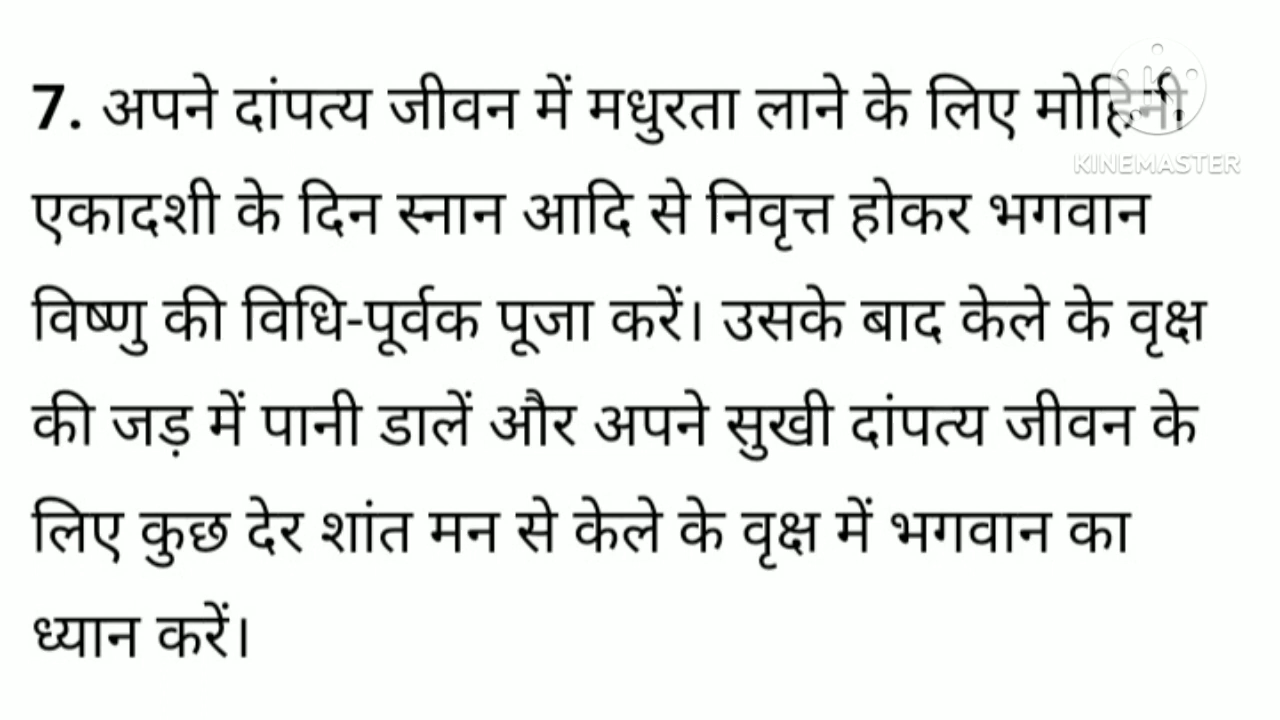 7. अपने दांपत्य जीवन में मधुरता लाने के लिए मोहिनी
KINEMASTER
एकादशी के दिन स्नान आदि से निवृत्त होकर भगवान
विष्णु की विधि-पूर्वक पूजा करें। उसके बाद केले के वृक्ष
की जड़ में पानी डालें और अपने सुखी दांपत्य जीवन के
लिए कुछ देर शांत मन से केले के वृक्ष में भगवान का
ध्यान करें।